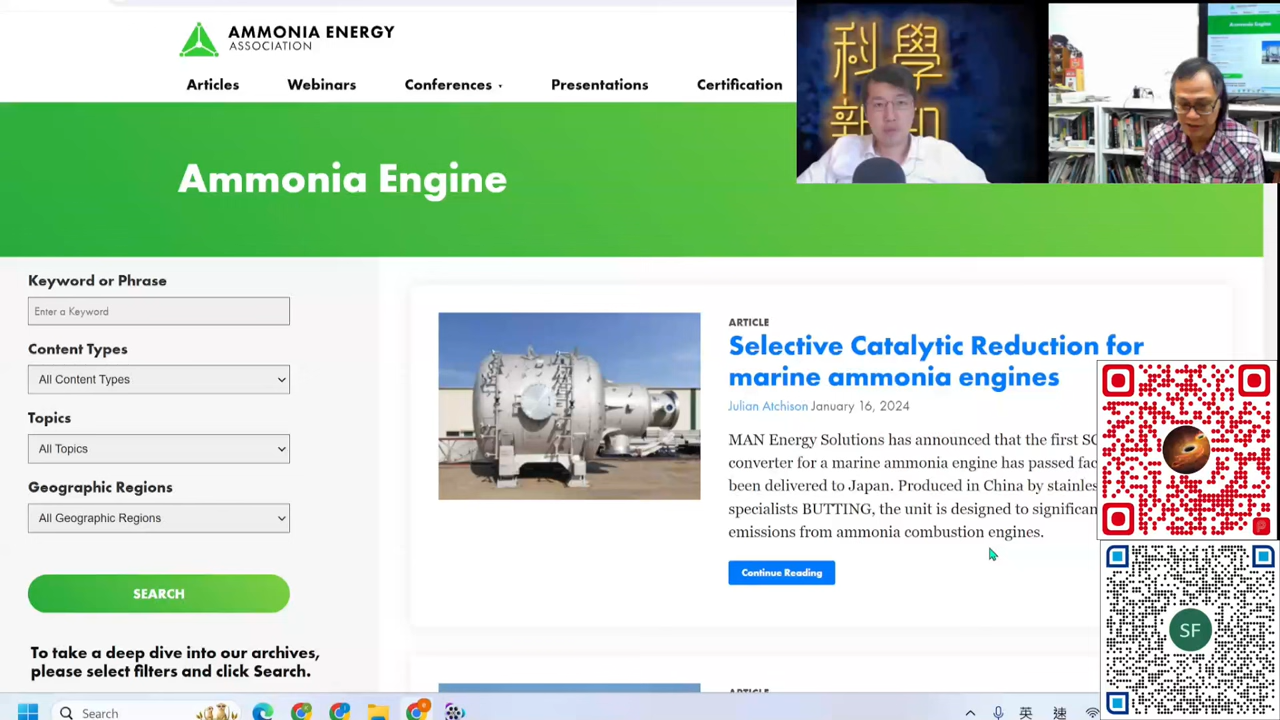 AMMONIA ENERGY
ASSOCIATION
Articles
Webinars
Conferences
Presentations
Certification
科學
新知
Ammonia Engine
Keyword or Phrase
Enter a Keyword
Content Types
All Content Types
Topics
All Topics
Geographic Regions
All Geographic Regions
SEARCH
To take a deep dive into our archives,
please select filters and click Search.
ARTICLE
Selective Catalytic Reduction for
marine ammonia engines
Julian Atchison January 16, 2024
MAN Energy Solutions has announced that the first
converter for a marine ammonia engine has passed
been delivered to Japan. Produced in China by
specialists BUTTING, the unit is designed to
emissions from ammonia combustion engines.
Continue Reading
SF
ARTICLE
Search
英
速